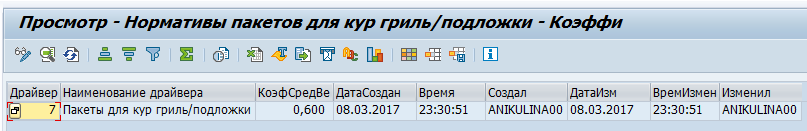 Просмотр - Нормативы пакетов для кур гриль/подложки - Коэффи
Драйвер Наименование драйвера КоэфСредВе ДатаСоздан Время Создал ДатаИзм ВремИзмен Изменил
7 Пакеты для кур гриль/подложки 0,600 08.03.2017 23:30:51 ANIKULINA00 08.03.2017 23:30:51 ANIKULINA00